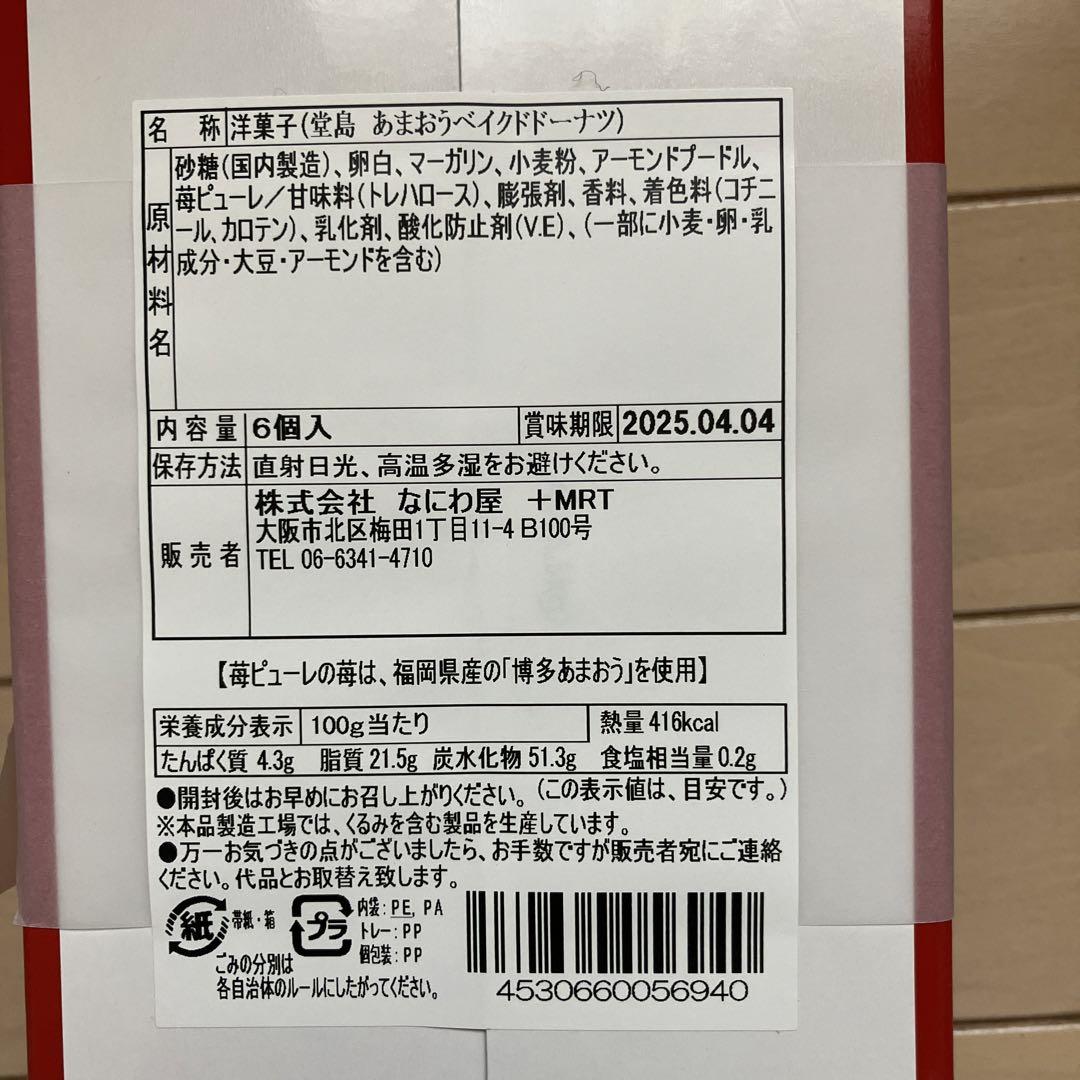 名 称 洋菓子(堂島 あまおうベイクドドーナツ)
原材料名 砂糖(国内製造)、卵白、マーガリン、小麦粉、アーモンドプードル、
苺ピューレ/甘味料(トレハロース)、膨張剤、香料、着色料(コチニ
ール、カロテン)、乳化剤、酸化防止剤(V.E)、(一部に小麦・卵・乳
成分・大豆・アーモンドを含む)
内容量 6個入 賞味期限 2025.04.04
保存方法 直射日光、高温多湿をお避けください。
販売者 株式会社 なにわ屋 +MRT
大阪市北区梅田1丁目11-4 B100号
TEL 06-6341-4710
【苺ピューレの苺は、福岡県産の「博多あまおう」を使用】
栄養成分表示 100g当たり 熱量 416kcal
たんぱく質 4.3g 脂質 21.5g 炭水化物 51.3g 食塩相当量 0.2g
●開封後はお早めにお召し上がりください。(この表示値は、目安です。)
※本品製造工場では、くるみを含む製品を生産しています。
●万一お気づきの点がございましたら、お手数ですが販売者宛にご連絡
ください。代品とお取替え致します。
紙 帯紙・箱 プラ 内装:PE, PA
トレー:PP
個包装:PP
ごみの分別は
各自治体のルールにしたがってください。
4530660056940